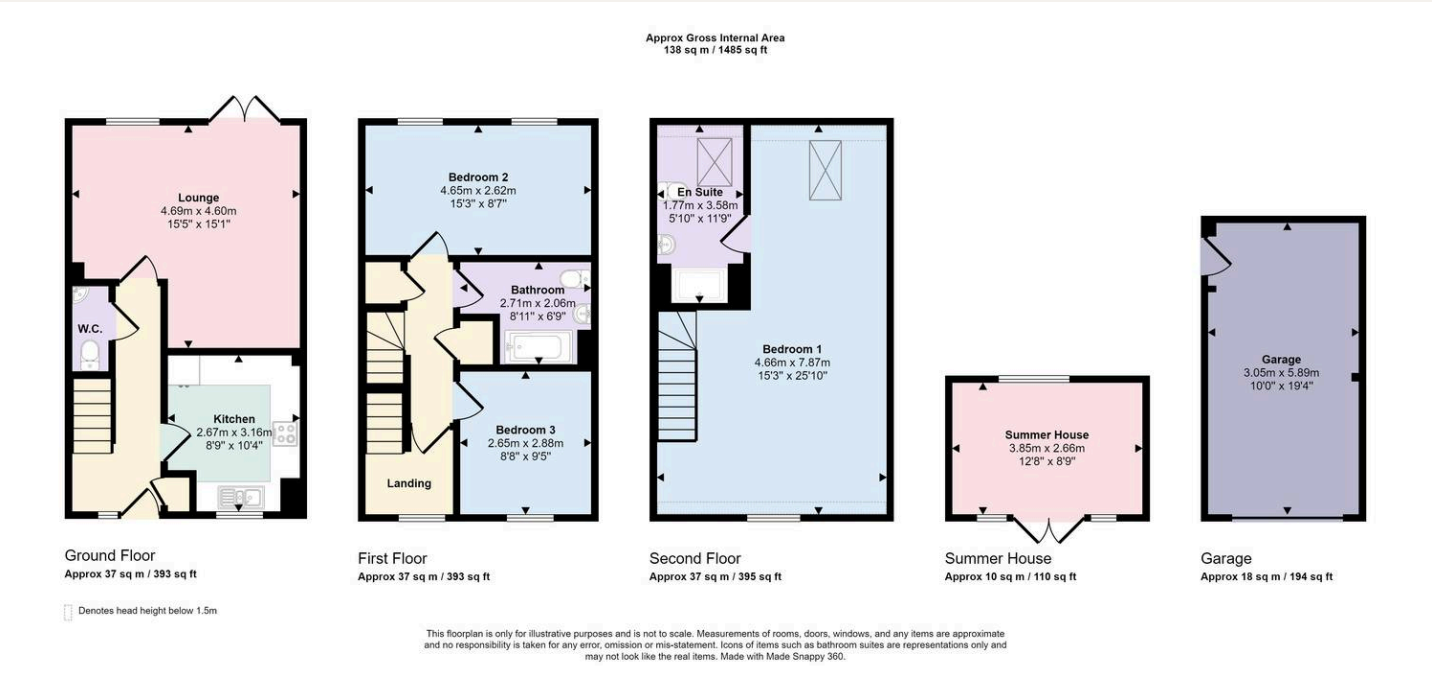 Approx Gross Internal Area
138 sq m / 1485 sq ft
Lounge
4.69m x 4.60m
15'5" x 15'1"
W.C.
Kitchen
2.67m x 3.16m
8'9" x 10'4"
Ground Floor
Approx 37 sq m / 393 sq ft
Denotes head height below 1.5m
Bedroom 2
4.65m x 2.62m
15'3" x 8'7"
Bathroom
2.71m x 2.06m
8'11" x 6'9"
Bedroom 3
2.65m x 2.88m
8'8" x 9'5"
Landing
First Floor
Approx 37 sq m / 393 sq ft
En Suite
1.77m x 3.58m
5'10" x 11'9"
Bedroom 1
4.66m x 7.87m
15'3" x 25'10"
Second Floor
Approx 37 sq m / 395 sq ft
Summer House
3.85m x 2.66m
12'8" x 8'9"
Summer House
Approx 10 sq m / 110 sq ft
Garage
3.05m x 5.89m
10'0" x 19'4"
Garage
Approx 18 sq m / 194 sq ft
This floorplan is only for illustrative purposes and is not to scale. Measurements of rooms, doors, windows, and any items are approximate
and no responsibility is taken for any error, omission or mis-statement. Icons of items such as bathroom suites are representations only and
may not look like the real items. Made with Made Snappy 360.